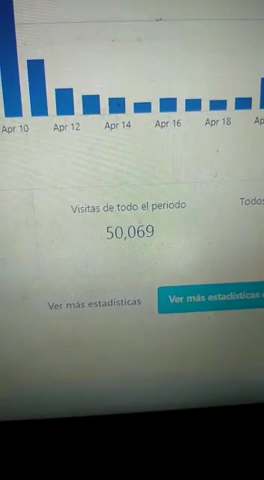 Apr 10 Apr 12 Apr 14 Apr 16 Apr 18
Visitas de todo el periodo
50,069
Ver más estadísticas
Ver más estadísticas